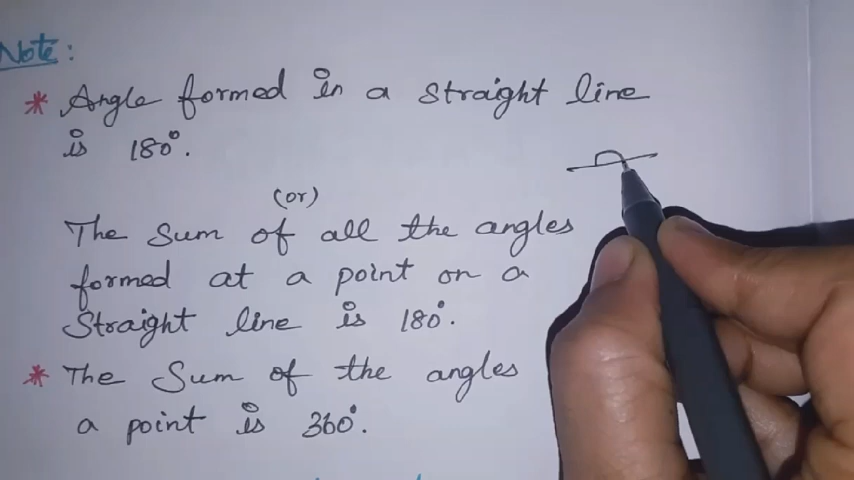 Note:
* Angle formed in a straight line
is 180°.
(or)
The Sum of all the angles
formed at a point on a
Straight line is 180°.
* The Sum of the angles
a point is 360°.